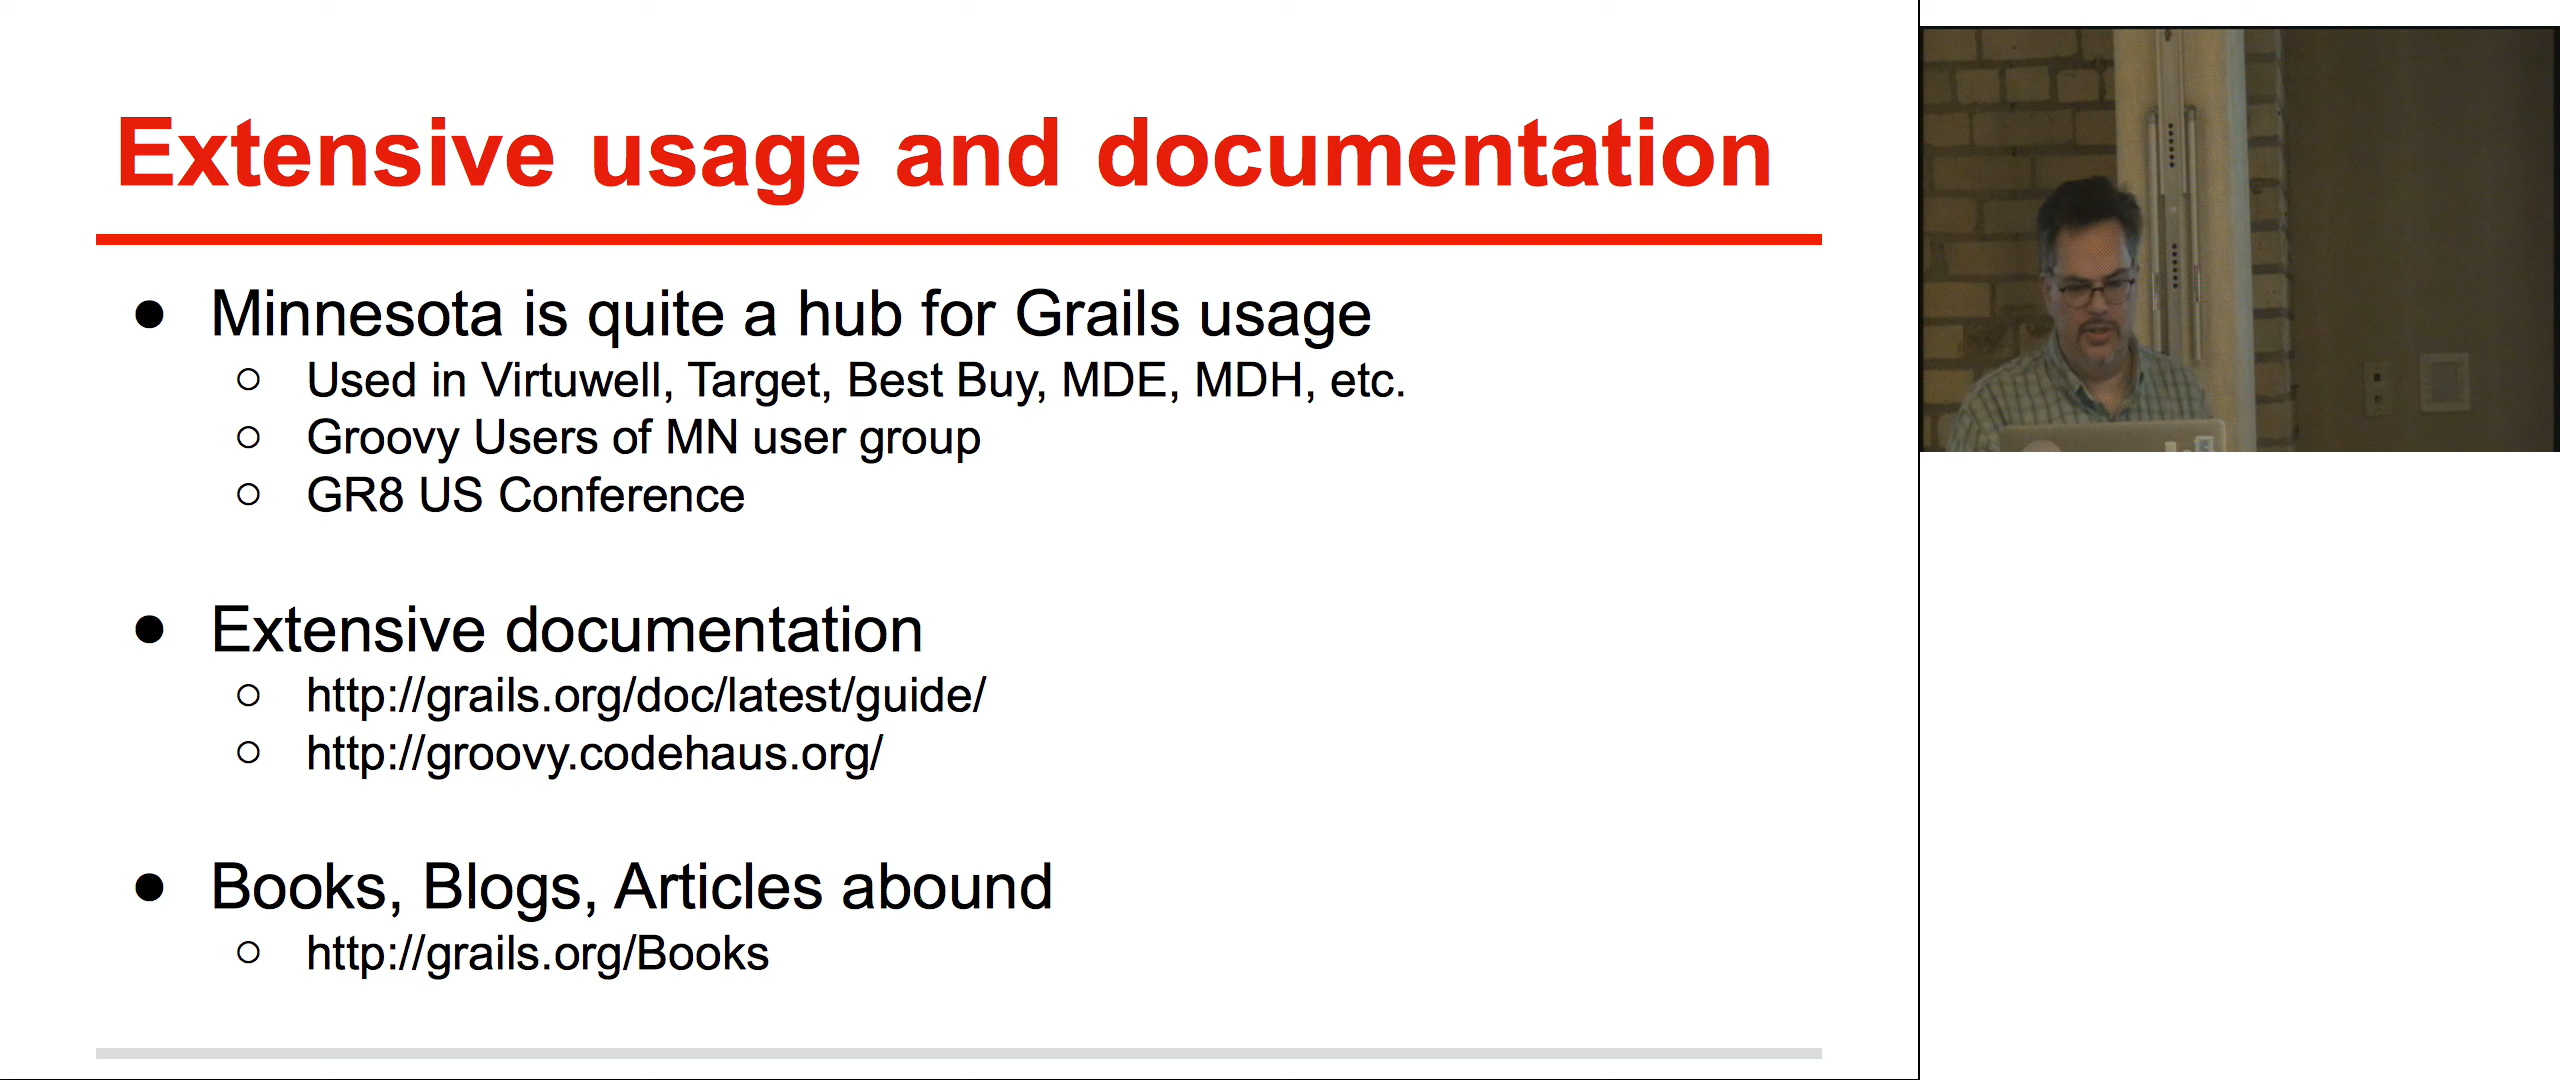 Extensive usage and documentation
● Minnesota is quite a hub for Grails usage
○ Used in Virtuwell, Target, Best Buy, MDE, MDH, etc.
○ Groovy Users of MN user group
○ GR8 US Conference
● Extensive documentation
○ http://grails.org/doc/latest/guide/
○ http://groovy.codehaus.org/
● Books, Blogs, Articles abound
○ http://grails.org/Books